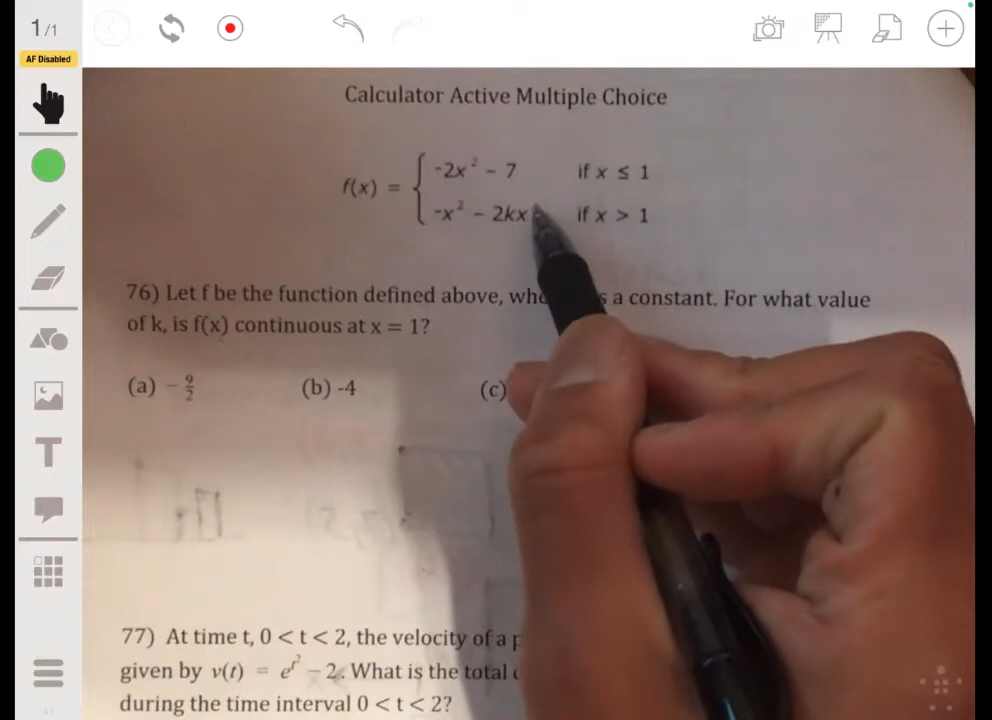 1/1
AF Disabled
Calculator Active Multiple Choice
f(x) = { -2x² - 7 if x ≤ 1
-x² - 2kx if x > 1
76) Let f be the function defined above, a constant. For what value
of k, is f(x) continuous at x = 1?
(a) -9/2 (b) -4 (c)
77) At time t, 0 < t < 2, the velocity of a
given by v(t) = e^t² - 2. What is the total
during the time interval 0 < t < 2?
T